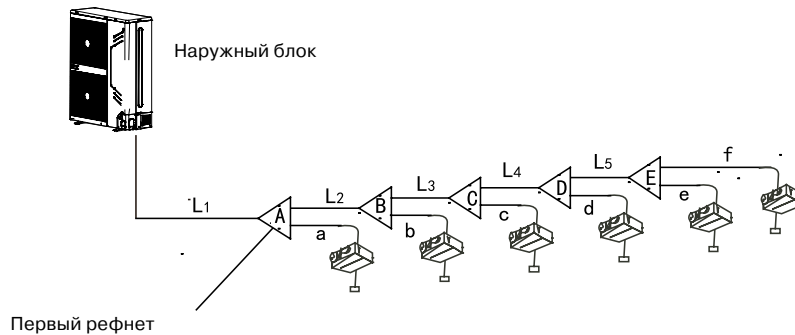 Наружный блок
L1 L2 L3 L4 L5 f
A B C D E
a b c d e
Первый рефнет